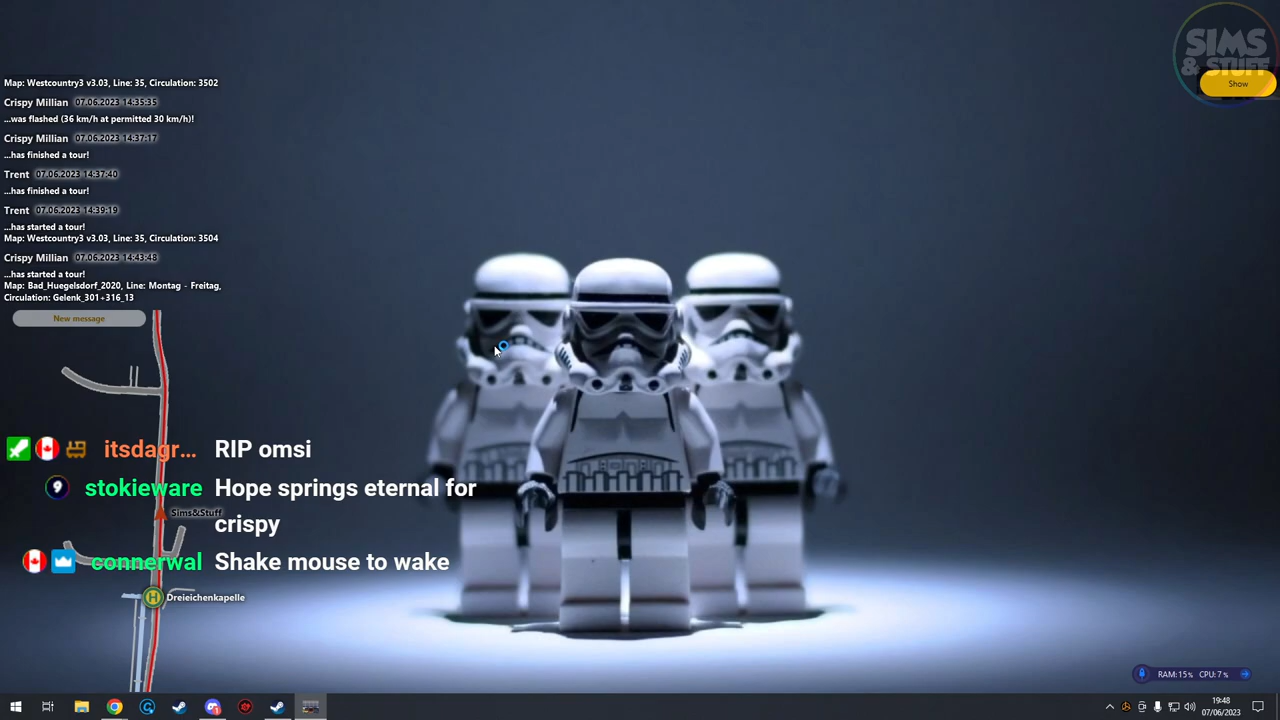 SIMS
& STUFF
Show
Map: Westcountry3 v3.03, Line: 35, Circulation: 3502
Crispy Millian 07.06.2023 14:35:35
...was flashed (36 km/h at permitted 30 km/h)!
Crispy Millian 07.06.2023 14:37:17
...has finished a tour!
Trent 07.06.2023 14:37:40
...has finished a tour!
Trent 07.06.2023 14:39:19
...has started a tour!
Map: Westcountry3 v3.03, Line: 35, Circulation: 3504
Crispy Millian 07.06.2023 14:43:48
...has started a tour!
Map: Bad_Huegelsdorf_2020, Line: Montag - Freitag,
Circulation: Gelenk_301+316_13
New message
itsdagr... RIP omsi
stokieware Hope springs eternal for
crispy
Sims&Stuff
connerwal Shake mouse to wake
H Dreieichenkapelle
RAM: 15% CPU: 7%
19:48
07/06/2023